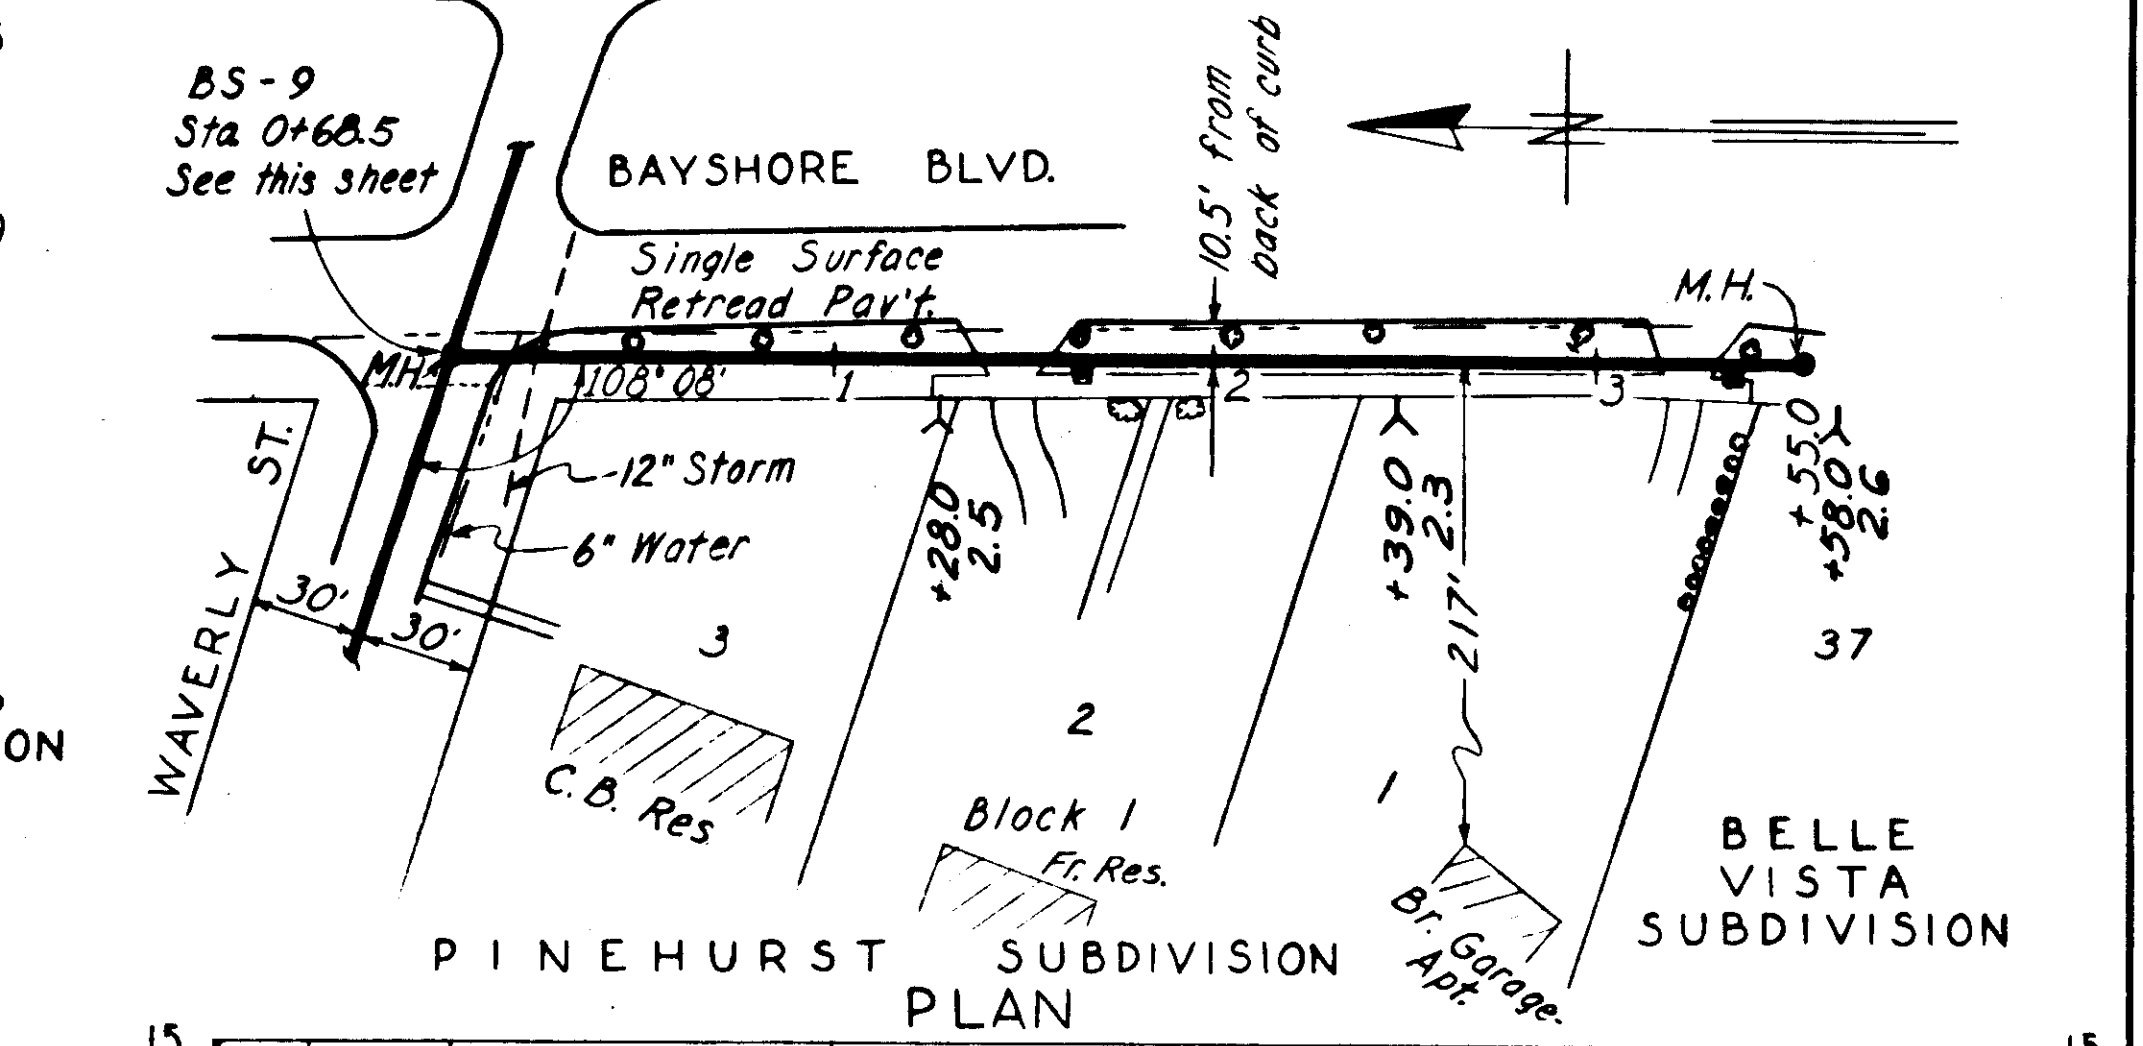 BS-9
Sta 0+68.5
See this sheet
BAYSHORE BLVD.
10.5' from
back of curb
Single Surface
Retread Pav't.
M.H.
M.H.
108°08'
1
2
3
WAVERLY ST.
12" Storm
6" Water
30'
30'
+28.0
2.5
+39.0
2.3
217'
+55.0
+58.0
2.6
3
2
1
37
C.B. Res
Block 1
Fr. Res.
Br. Garage.
Apt.
BELLE
VISTA
SUBDIVISION
PINEHURST SUBDIVISION
PLAN
ON
15
15